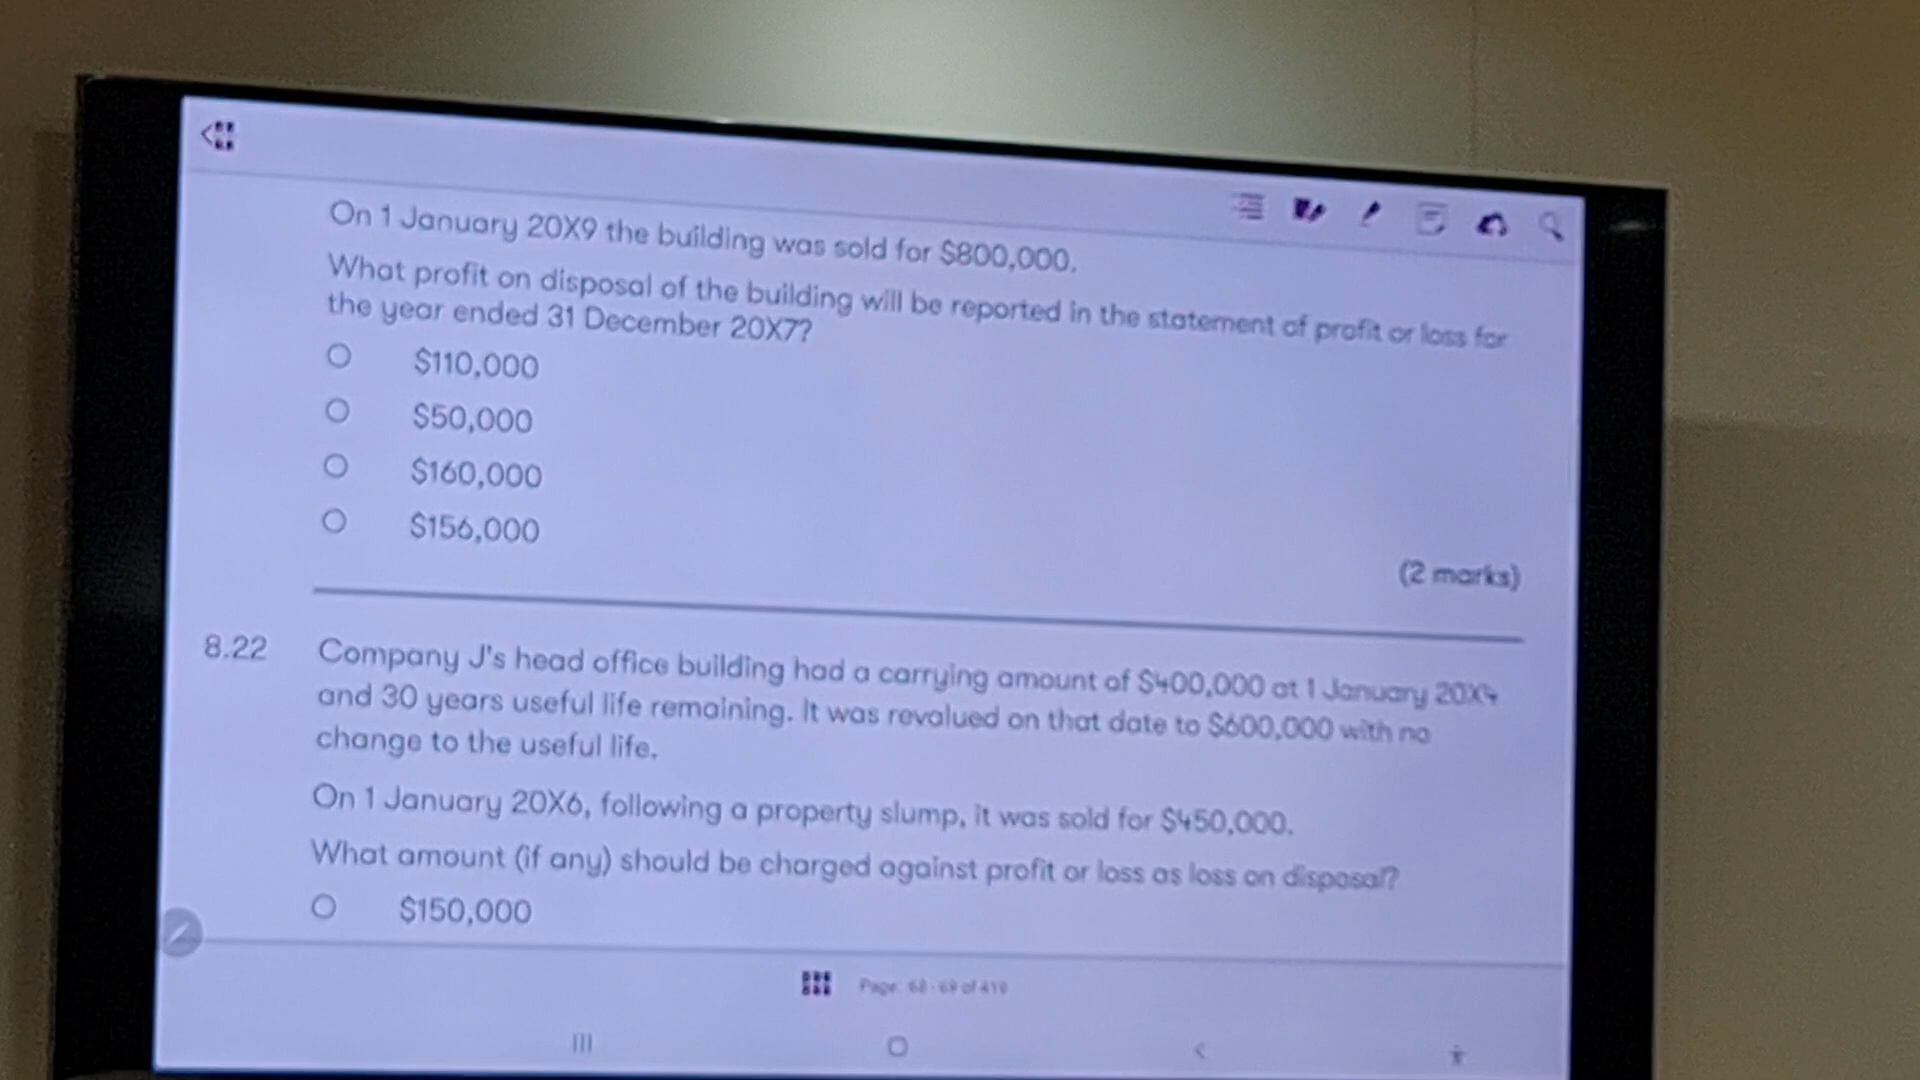 On 1 January 20X9 the building was sold for $800,000.
What profit on disposal of the building will be reported in the statement of profit or loss for
the year ended 31 December 20X7?
$110,000
$50,000
$160,000
$156,000
(2 marks)
8.22 Company J's head office building had a carrying amount of $400,000 at 1 January 20X4
and 30 years useful life remaining. It was revalued on that date to $600,000 with no
change to the useful life.
On 1 January 20X6, following a property slump, it was sold for $450,000.
What amount (if any) should be charged against profit or loss as loss on disposal?
$150,000
Page: 68 - 69 of